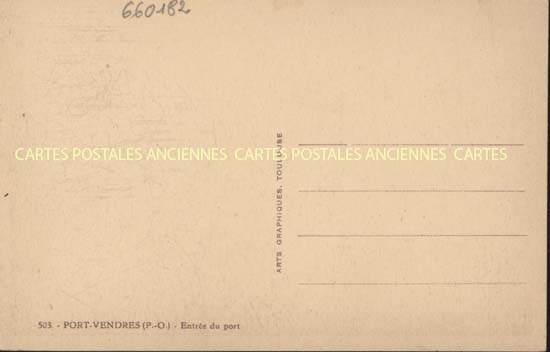 660182
CARTES POSTALES ANCIENNES CARTES POSTALES ANCIENNES CARTES
ARTS GRAPHIQUES, TOULOUSE
503. - PORT-VENDRES (P.-O.) - Entrée du port